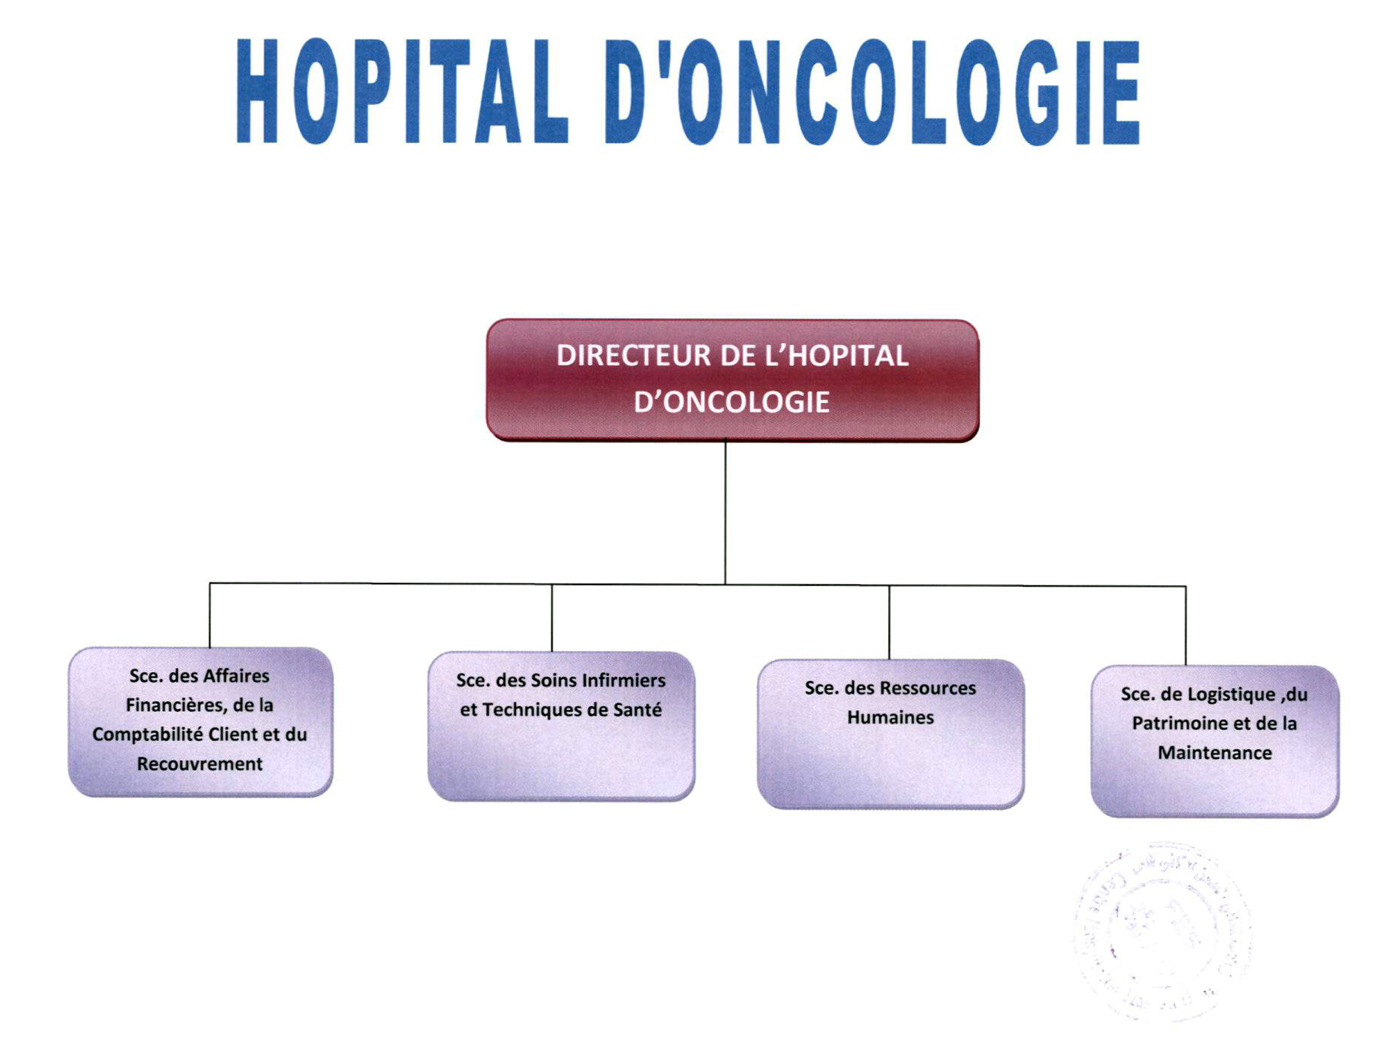 HOPITAL D'ONCOLOGIE
DIRECTEUR DE L’HOPITAL
D’ONCOLOGIE
Sce. des Affaires
Financières, de la
Comptabilité Client et du
Recouvrement
Sce. des Soins Infirmiers
et Techniques de Santé
Sce. des Ressources
Humaines
Sce. de Logistique ,du
Patrimoine et de la
Maintenance